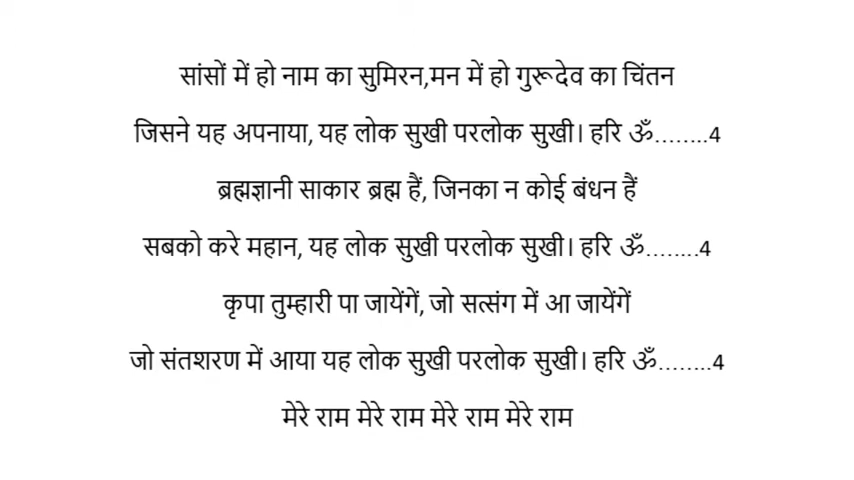 सांसों में हो नाम का सुमिरन,मन में हो गुरूदेव का चिंतन
जिसने यह अपनाया, यह लोक सुखी परलोक सुखी। हरि ॐ........4
ब्रह्मज्ञानी साकार ब्रह्म हैं, जिनका न कोई बंधन हैं
सबको करे महान, यह लोक सुखी परलोक सुखी। हरि ॐ........4
कृपा तुम्हारी पा जायेंगें, जो सत्संग में आ जायेंगें
जो संतशरण में आया यह लोक सुखी परलोक सुखी। हरि ॐ........4
मेरे राम मेरे राम मेरे राम मेरे राम